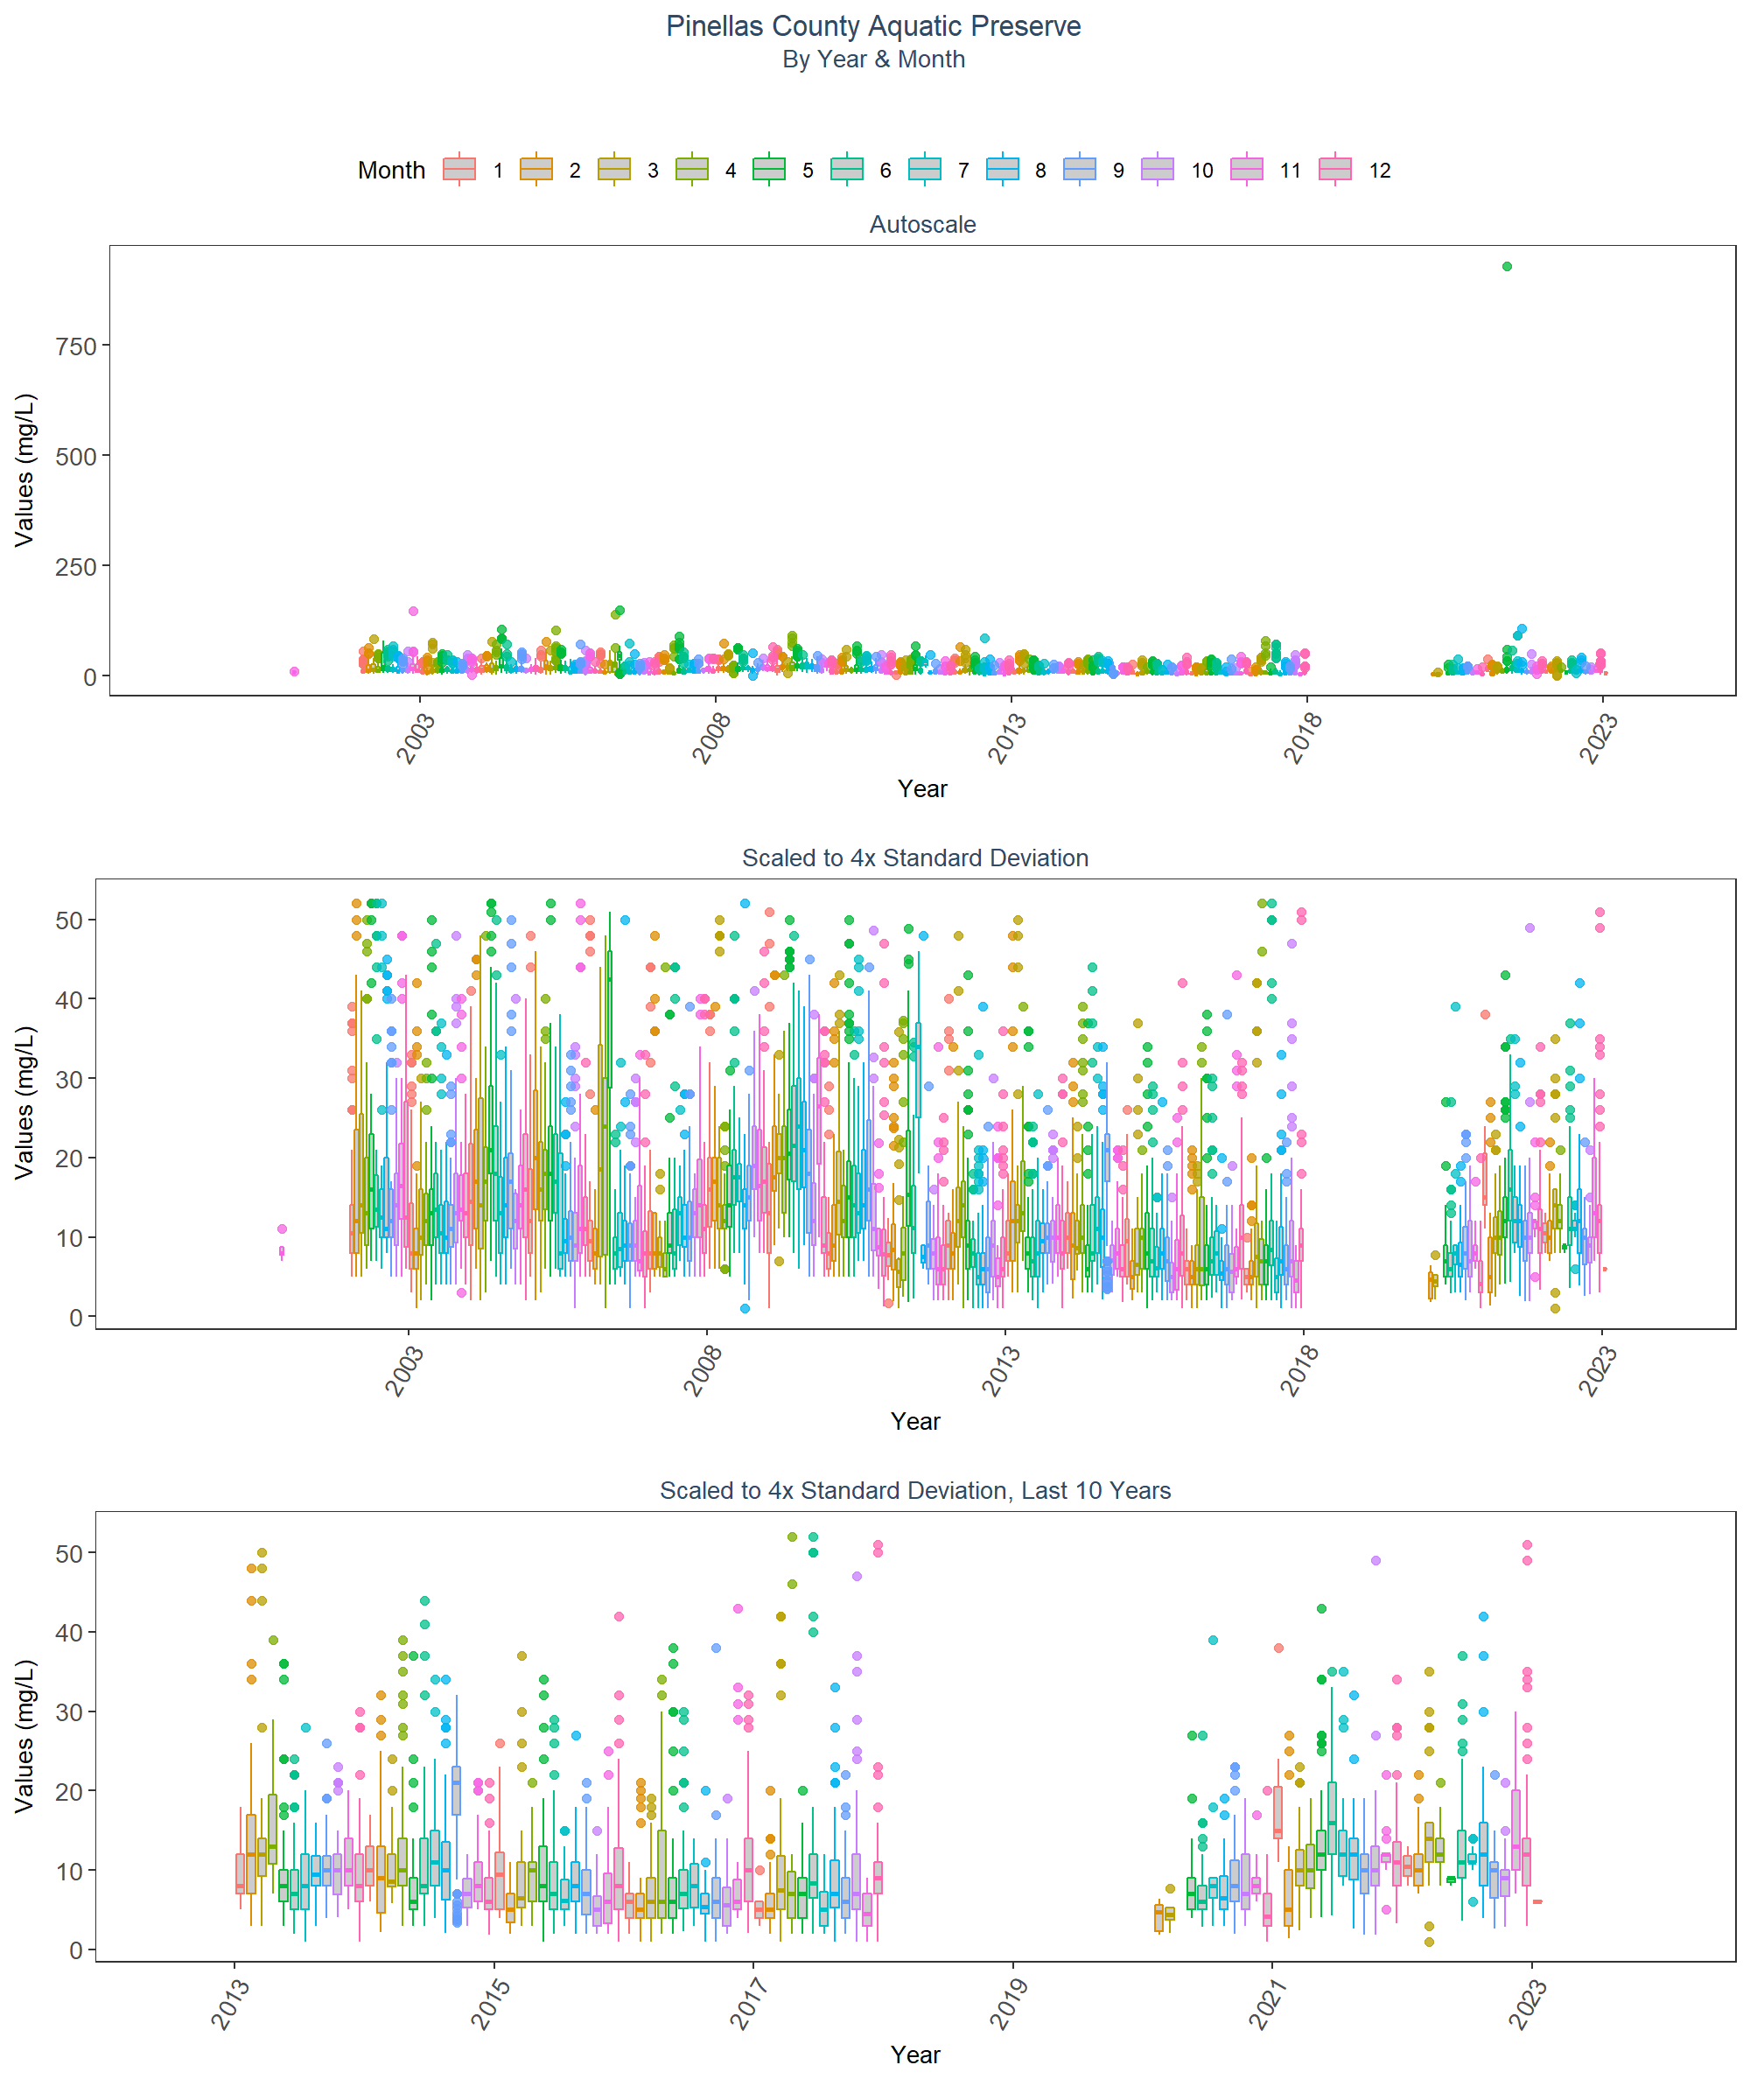 Pinellas County Aquatic Preserve
By Year & Month
Month 1 2 3 4 5 6 7 8 9 10 11 12
Autoscale
Values (mg/L)
750
500
250
0
2003 2008 2013 2018 2023
Year
Scaled to 4x Standard Deviation
Values (mg/L)
50
40
30
20
10
0
2003 2008 2013 2018 2023
Year
Scaled to 4x Standard Deviation, Last 10 Years
Values (mg/L)
50
40
30
20
10
0
2013 2015 2017 2019 2021 2023
Year